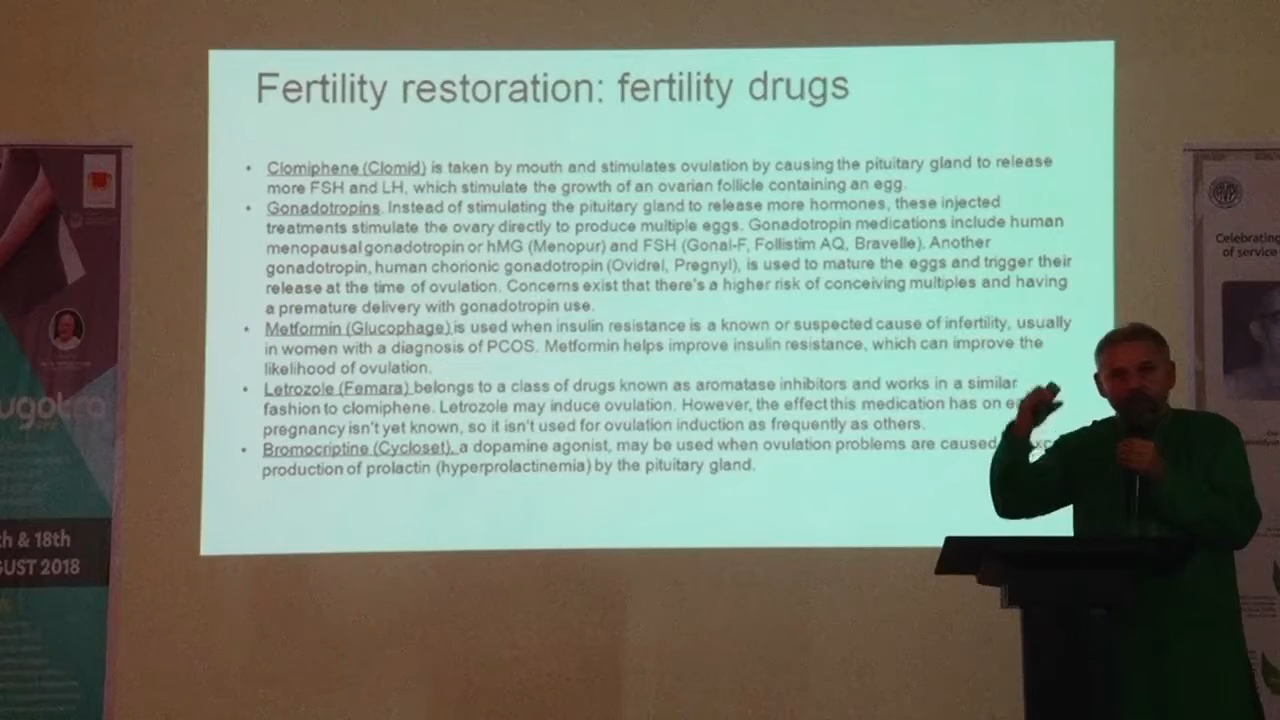 Fertility restoration: fertility drugs
• Clomiphene (Clomid) is taken by mouth and stimulates ovulation by causing the pituitary gland to release
more FSH and LH, which stimulate the growth of an ovarian follicle containing an egg.
• Gonadotropins. Instead of stimulating the pituitary gland to release more hormones, these injected
treatments stimulate the ovary directly to produce multiple eggs. Gonadotropin medications include human
menopausal gonadotropin or hMG (Menopur) and FSH (Gonal-F, Follistim AQ, Bravelle). Another
gonadotropin, human chorionic gonadotropin (Ovidrel, Pregnyl), is used to mature the eggs and trigger their
release at the time of ovulation. Concerns exist that there's a higher risk of conceiving multiples and having
a premature delivery with gonadotropin use.
• Metformin (Glucophage) is used when insulin resistance is a known or suspected cause of infertility, usually
in women with a diagnosis of PCOS. Metformin helps improve insulin resistance, which can improve the
likelihood of ovulation.
• Letrozole (Femara) belongs to a class of drugs known as aromatase inhibitors and works in a similar
fashion to clomiphene. Letrozole may induce ovulation. However, the effect this medication has on
pregnancy isn't yet known, so it isn't used for ovulation induction as frequently as others.
• Bromocriptine (Cycloset), a dopamine agonist, may be used when ovulation problems are caused
production of prolactin (hyperprolactinemia) by the pituitary gland.
ugotra
th & 18th
GUST 2018
Celebrating
of service